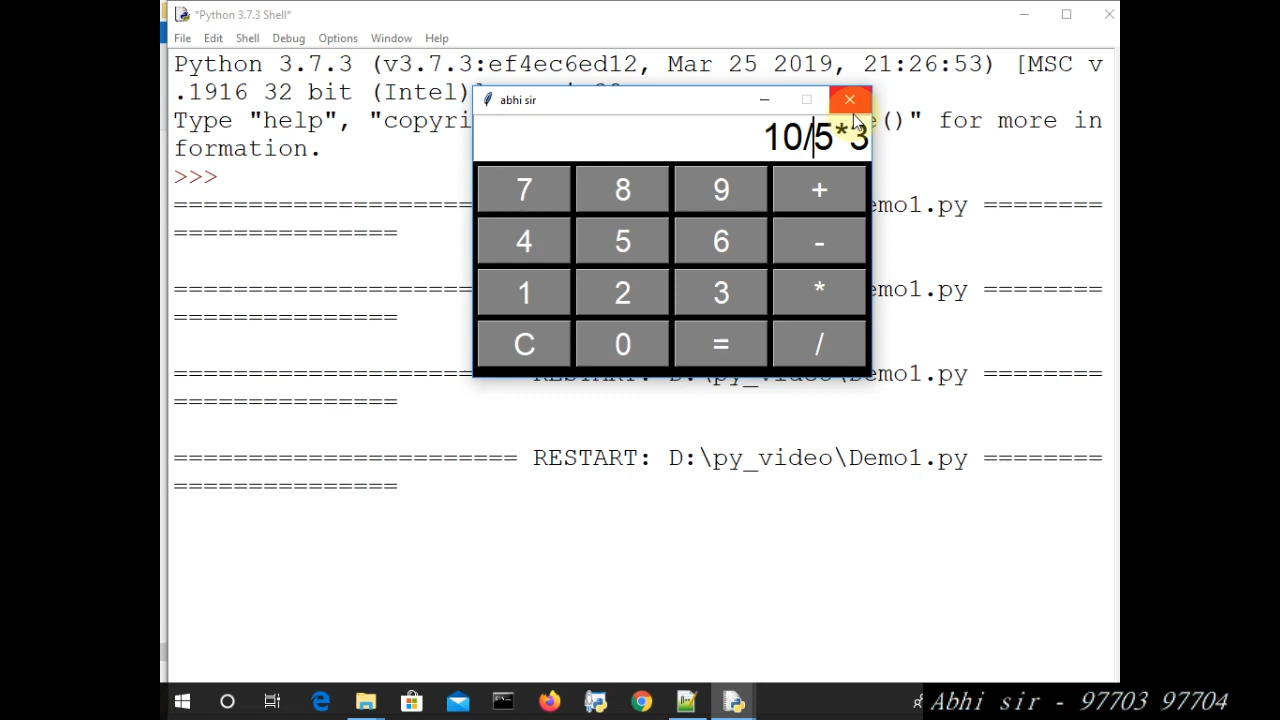 *Python 3.7.3 Shell*
File Edit Shell Debug Options Window Help
Python 3.7.3 (v3.7.3:ef4ec6ed12, Mar 25 2019, 21:26:53) [MSC v
.1916 32 bit (Intel)]
Type "help", "copyri e()" for more in
formation.
>>>
abhi sir
10/5*3
7 8 9 +
4 5 6 -
1 2 3 *
C 0 = /
======================= emo1.py ========
===============
======================= emo1.py ========
===============
======================= RESTART: D:\py_video\Demo1.py ========
===============
======================= RESTART: D:\py_video\Demo1.py ========
===============
Abhi sir - 97703 97704